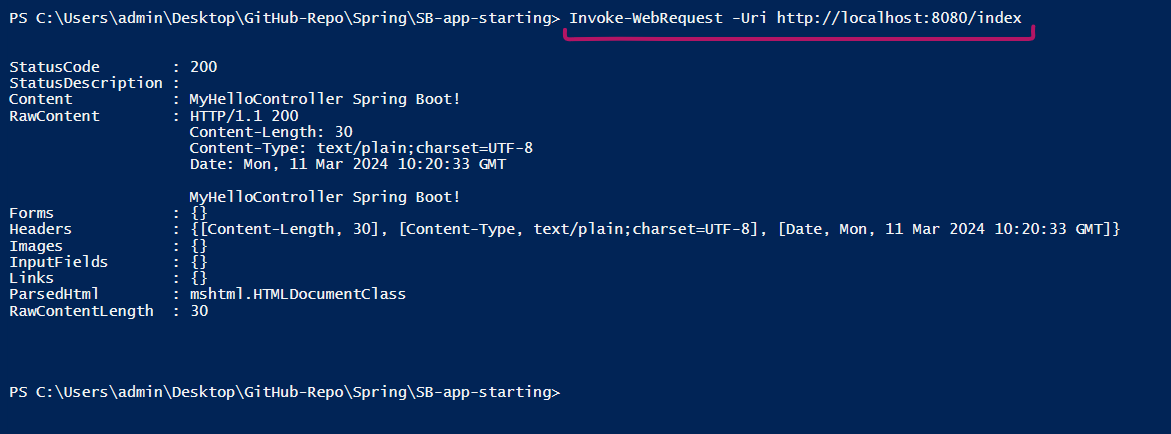 PS C:\Users\admin\Desktop\GitHub-Repo\Spring\SB-app-starting> Invoke-WebRequest -Uri http://localhost:8080/index
StatusCode        : 200
StatusDescription :
Content           : MyHelloController Spring Boot!
RawContent        : HTTP/1.1 200
                    Content-Length: 30
                    Content-Type: text/plain;charset=UTF-8
                    Date: Mon, 11 Mar 2024 10:20:33 GMT
                    MyHelloController Spring Boot!
Forms             : {}
Headers           : {[Content-Length, 30], [Content-Type, text/plain;charset=UTF-8], [Date, Mon, 11 Mar 2024 10:20:33 GMT]}
Images            : {}
InputFields       : {}
Links             : {}
ParsedHtml        : mshtml.HTMLDocumentClass
RawContentLength  : 30
PS C:\Users\admin\Desktop\GitHub-Repo\Spring\SB-app-starting>